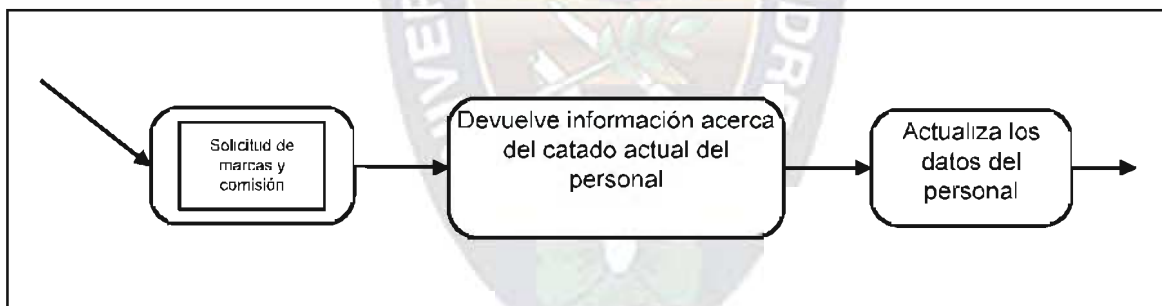 Solicitud de
marcas y
comisión
Devuelve información acerca
del catado actual del
personal
Actualiza los
datos del
personal